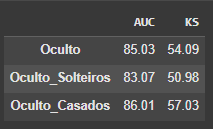 AUC KS
Oculto 85.03 54.09
Oculto_Solteiros 83.07 50.98
Oculto_Casados 86.01 57.03